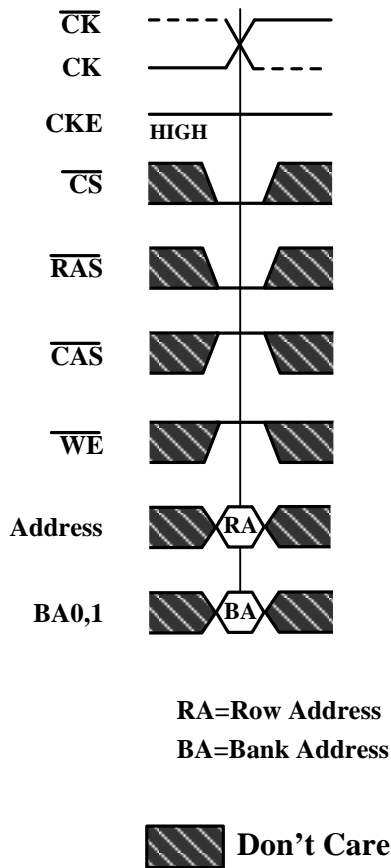 CK
CK
CKE
HIGH
CS
RAS
CAS
WE
Address
RA
BA0,1
BA
RA=Row Address
BA=Bank Address
Don't Care